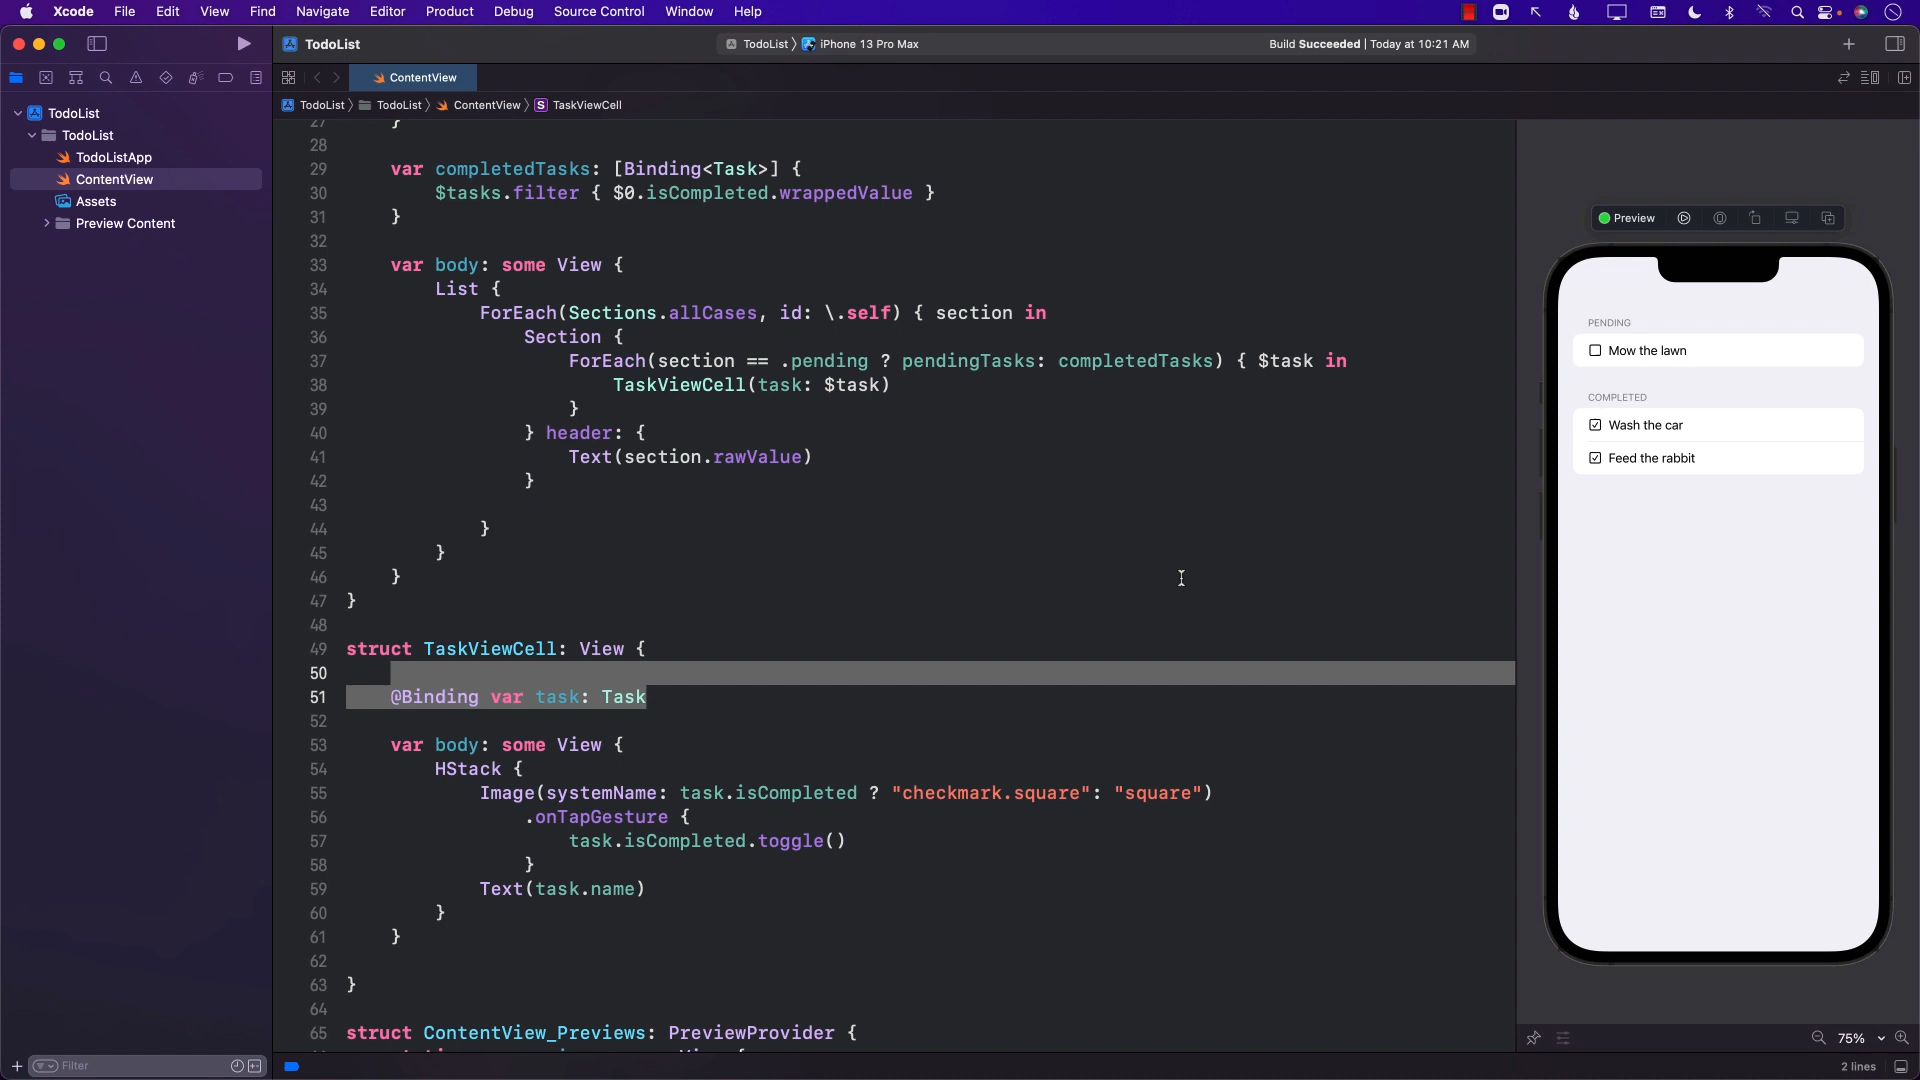 Xcode File Edit View Find Navigate Editor Product Debug Source Control Window Help
TodoList
TodoList ⟩ iPhone 13 Pro Max
Build Succeeded | Today at 10:21 AM
ContentView
TodoList ⟩ TodoList ⟩ ContentView ⟩ S TaskViewCell
TodoList
TodoList
TodoListApp
ContentView
Assets
Preview Content
27 }
28
29 var completedTasks: [Binding<Task>] {
30 $tasks.filter { $0.isCompleted.wrappedValue }
31 }
32
33 var body: some View {
34 List {
35 ForEach(Sections.allCases, id: \.self) { section in
36 Section {
37 ForEach(section == .pending ? pendingTasks: completedTasks) { $task in
38 TaskViewCell(task: $task)
39 }
40 } header: {
41 Text(section.rawValue)
42 }
43
44 }
45 }
46 }
47 }
48
49 struct TaskViewCell: View {
50
51 @Binding var task: Task
52
53 var body: some View {
54 HStack {
55 Image(systemName: task.isCompleted ? "checkmark.square": "square")
56 .onTapGesture {
57 task.isCompleted.toggle()
58 }
59 Text(task.name)
60 }
61 }
62
63 }
64
65 struct ContentView_Previews: PreviewProvider {
Preview
PENDING
Mow the lawn
COMPLETED
Wash the car
Feed the rabbit
75%
Filter
2 lines